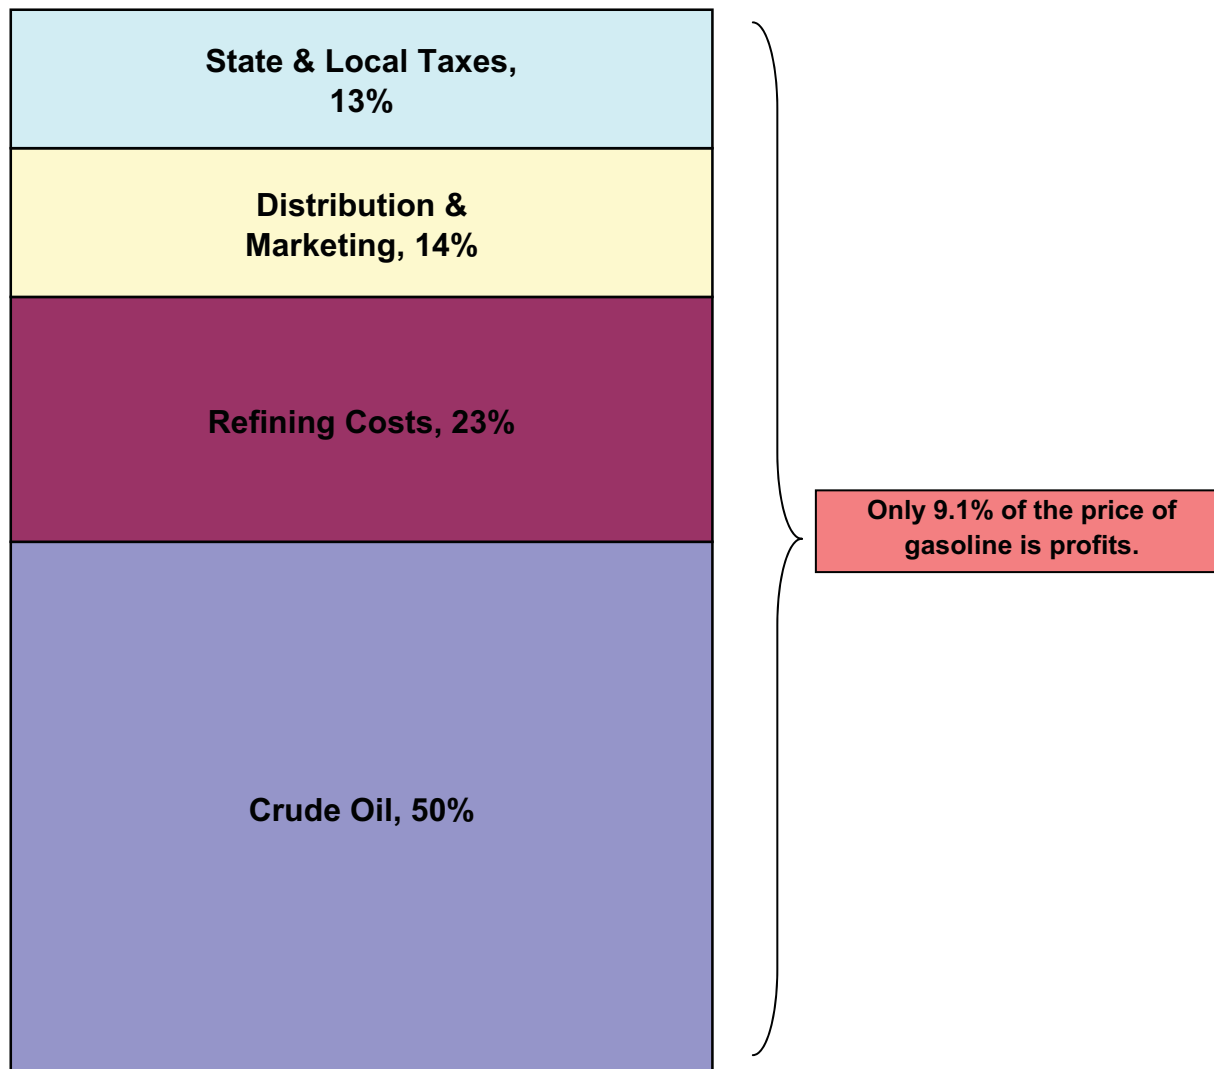 State & Local Taxes,
13%
Distribution &
Marketing, 14%
Refining Costs, 23%
Only 9.1% of the price of
gasoline is profits.
Crude Oil, 50%